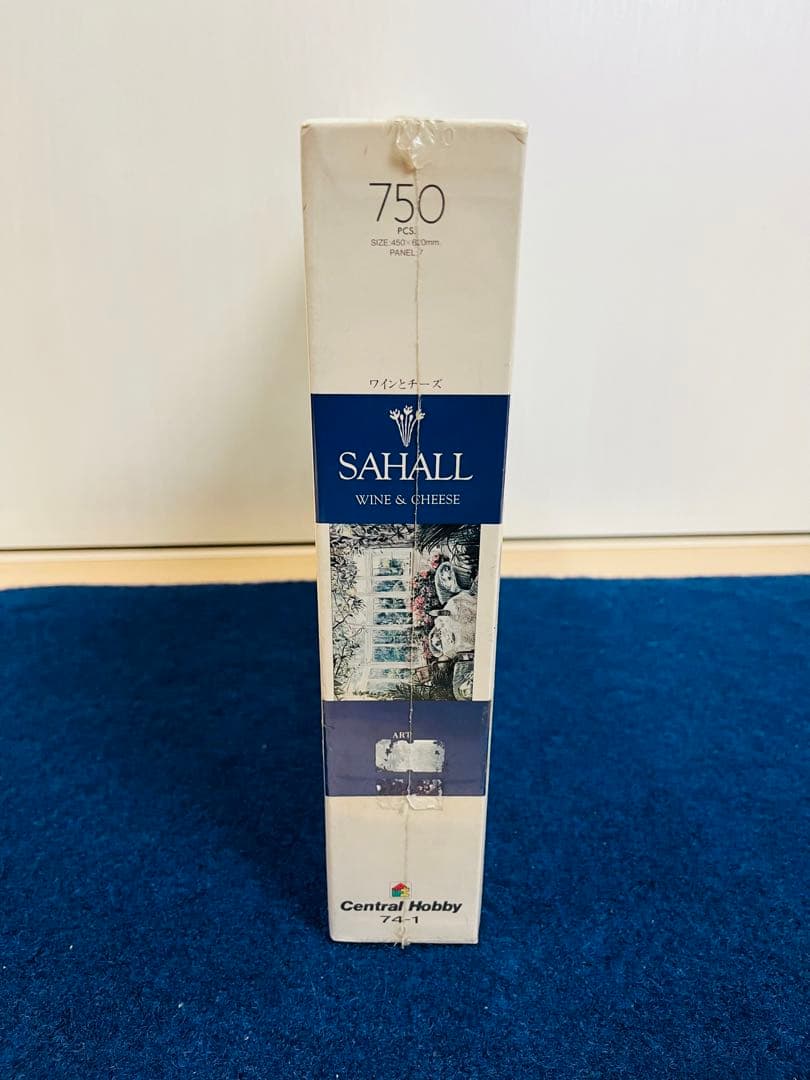 750
PCS.
SIZE:450×620mm.
PANEL:7
ワインとチーズ
SAHALL
WINE & CHEESE
ART
Central Hobby
74-1